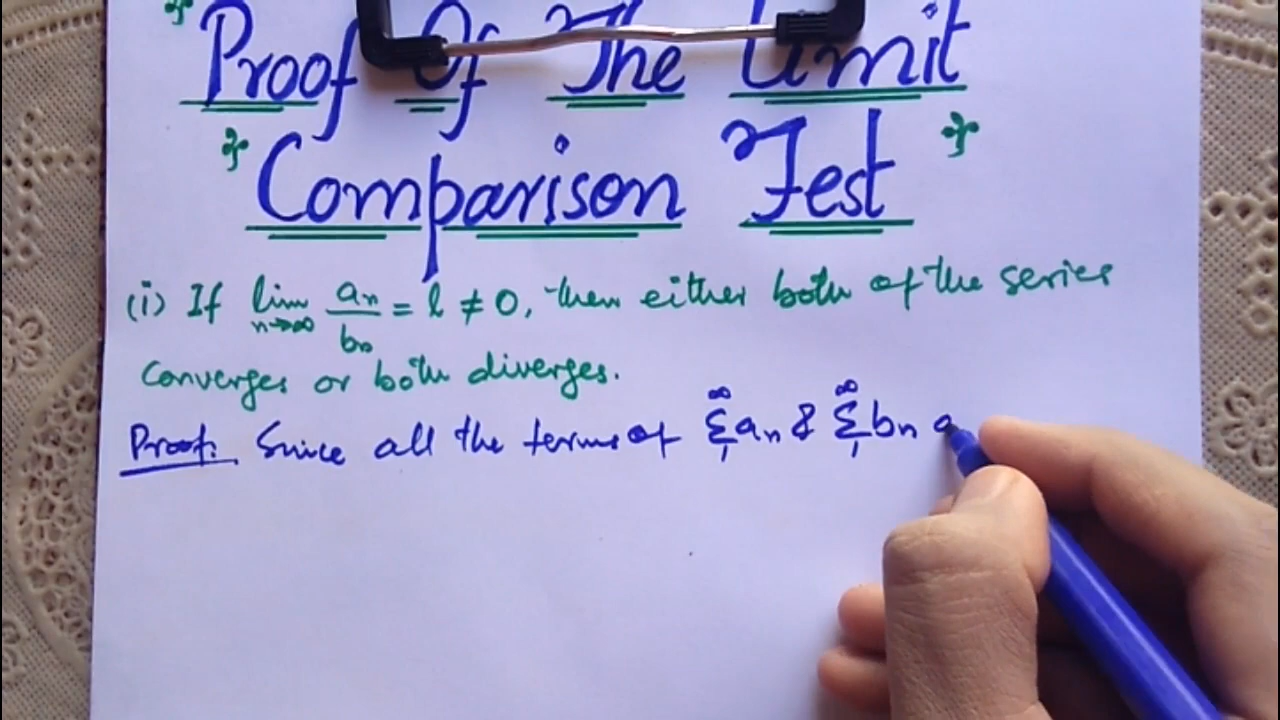 Proof Of The Limit
Comparison Test
(i) If lim n→∞ an/bn = l ≠ 0, then either both of the series
converges or both diverges.
Proof: Since all the terms of ∞Σ1 an & ∞Σ1 bn a